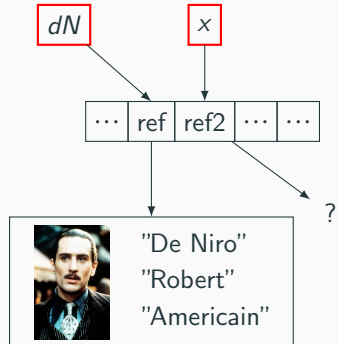 dN x
⋯ ref ref2 ⋯ ⋯
?
"De Niro"
"Robert"
"Americain"